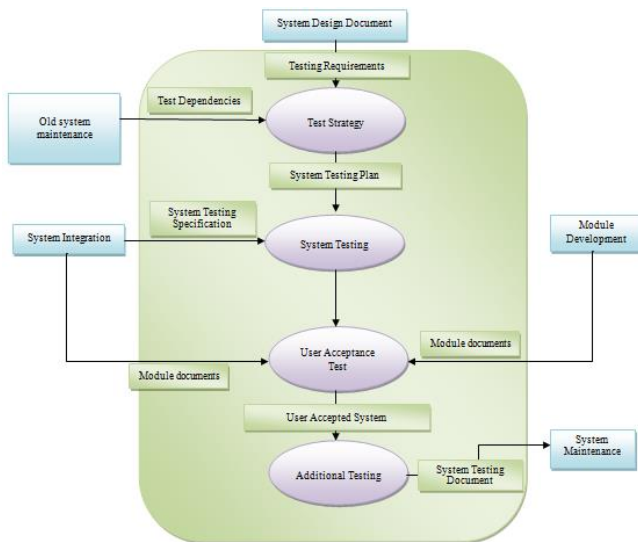 System Design Document
Testing Requirements
Test Dependencies
Old system
maintenance
Test Strategy
System Testing Plan
System Testing
Specification
System Integration
System Testing
Module
Development
User Acceptance
Test
Module documents
Module documents
User Accepted System
Additional Testing
System Testing
Document
System
Maintenance